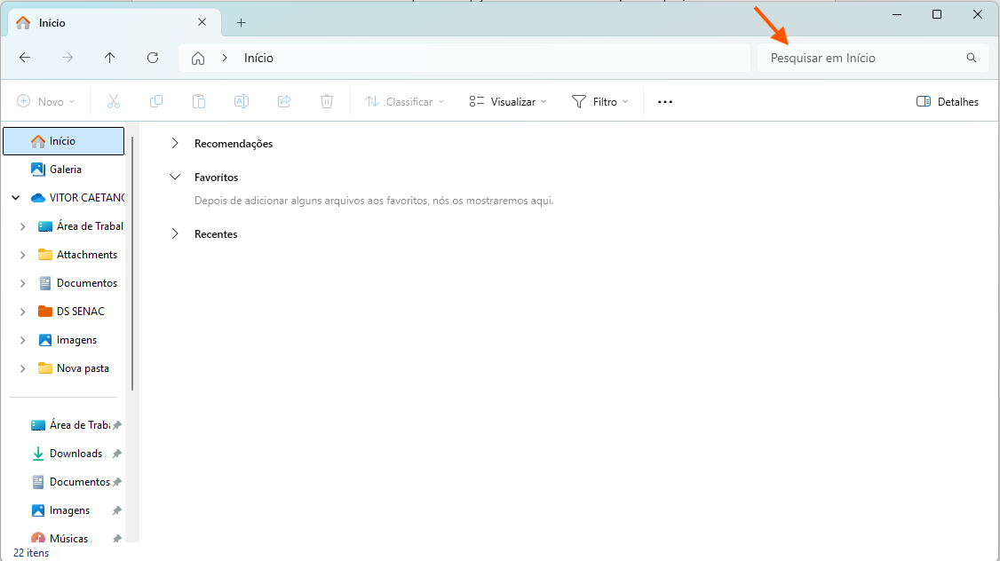 Início
Início
Pesquisar em Início
Novo
Classificar
Visualizar
Filtro
Detalhes
Início
Galeria
VITOR CAETANO
Área de Trabal
Attachments
Documentos
DS SENAC
Imagens
Nova pasta
Área de Traba
Downloads
Documentos
Imagens
Músicas
Recomendações
Favoritos
Depois de adicionar alguns arquivos aos favoritos, nós os mostraremos aqui.
Recentes
22 itens